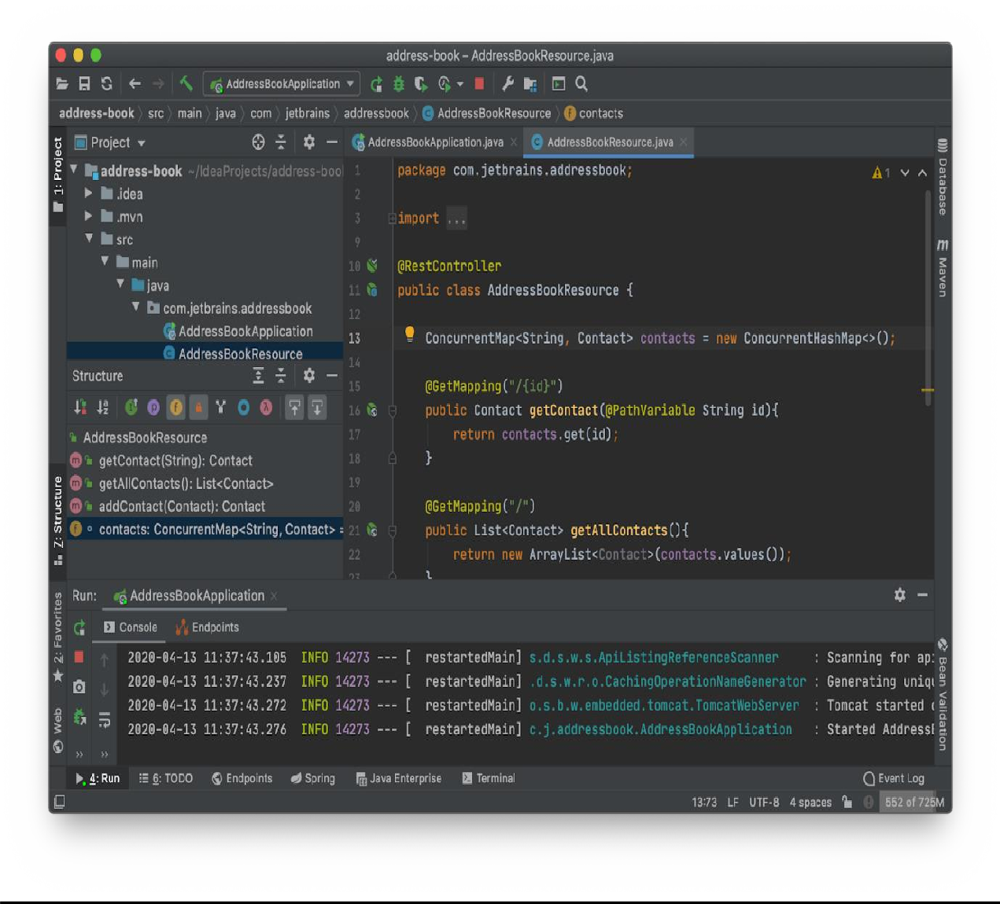 address-book – AddressBookResource.java
AddressBookApplication
address-book src main java com jetbrains addressbook AddressBookResource contacts
1: Project
Project
address-book ~/IdeaProjects/address-boo
.idea
.mvn
src
main
java
com.jetbrains.addressbook
AddressBookApplication
AddressBookResource
Structure
AddressBookResource
getContact(String): Contact
getAllContacts(): List<Contact>
addContact(Contact): Contact
contacts: ConcurrentMap<String, Contact> =
Z: Structure
AddressBookApplication.java AddressBookResource.java
1 package com.jetbrains.addressbook;
1
2
3 import ...
9
10 @RestController
11 public class AddressBookResource {
12
13 ConcurrentMap<String, Contact> contacts = new ConcurrentHashMap<>();
14
15 @GetMapping("/{id}")
16 public Contact getContact(@PathVariable String id){
17 return contacts.get(id);
18 }
19
20 @GetMapping("/")
21 public List<Contact> getAllContacts(){
22 return new ArrayList<Contact>(contacts.values());
23 }
Database
Maven
Bean Validation
2: Favorites
Web
Run: AddressBookApplication
Console Endpoints
2020-04-13 11:37:43.105 INFO 14273 --- [ restartedMain] s.d.s.w.s.ApiListingReferenceScanner : Scanning for api
2020-04-13 11:37:43.237 INFO 14273 --- [ restartedMain] .d.s.w.r.o.CachingOperationNameGenerator : Generating uniqu
2020-04-13 11:37:43.272 INFO 14273 --- [ restartedMain] o.s.b.w.embedded.tomcat.TomcatWebServer : Tomcat started o
2020-04-13 11:37:43.276 INFO 14273 --- [ restartedMain] c.j.addressbook.AddressBookApplication : Started AddressB
4: Run 6: TODO Endpoints Spring Java Enterprise Terminal Event Log
13:73 LF UTF-8 4 spaces 552 of 725M